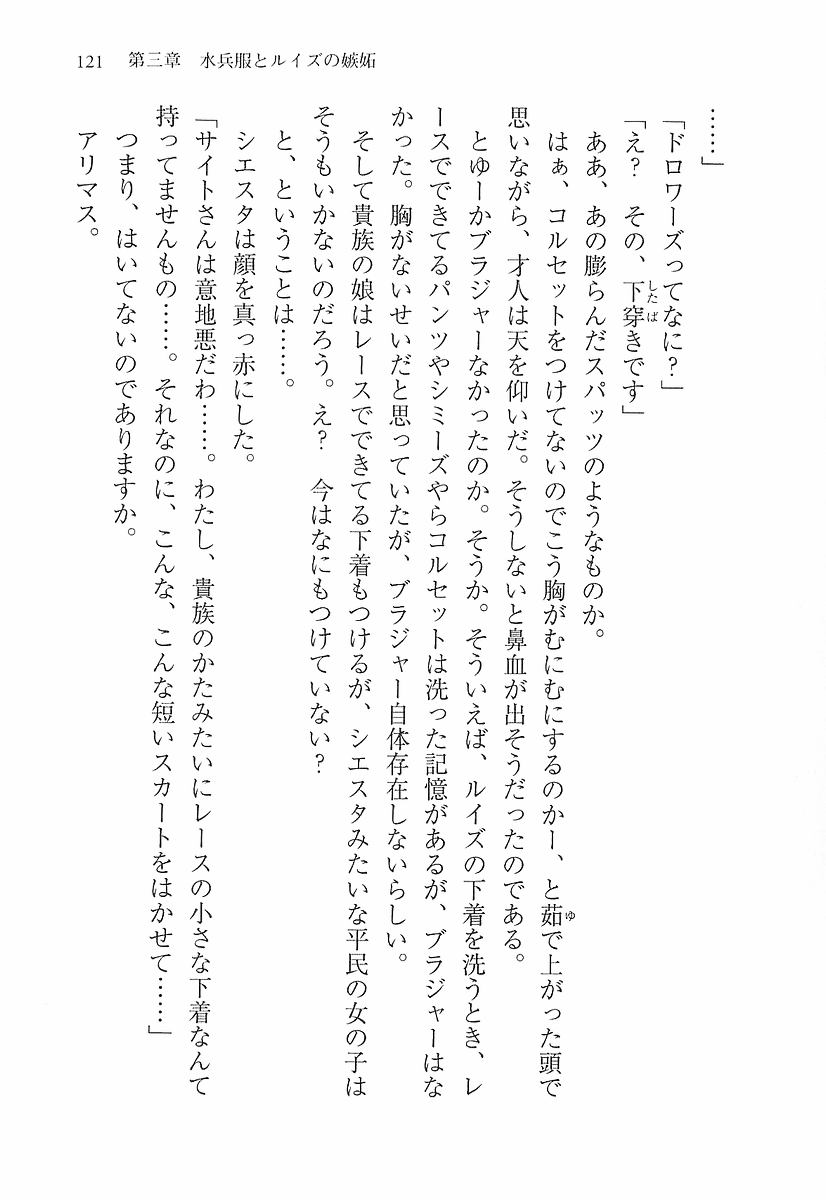 121　第三章　水兵服とルイズの嫉妬
……」
「ドロワーズってなに？」
「え？　その、下穿きです」
ああ、あの膨らんだスパッツのようなものか。
はぁ、コルセットをつけてないのでこう胸がむにむにするのかー、と茹で上がった頭で
思いながら、才人は天を仰いだ。そうしないと鼻血が出そうだったのである。
とゆーかブラジャーなかったのか。そうか。そういえば、ルイズの下着を洗うとき、レ
ースでできてるパンツやシミーズやらコルセットは洗った記憶があるが、ブラジャーはな
かった。胸がないせいだと思っていたが、ブラジャー自体存在しないらしい。
そして貴族の娘はレースでできてる下着もつけるが、シエスタみたいな平民の女の子は
そうもいかないのだろう。え？　今はなにもつけていない？
と、ということは……。
シエスタは顔を真っ赤にした。
「サイトさんは意地悪だわ……。わたし、貴族のかたみたいにレースの小さな下着なんて
持ってませんもの……。それなのに、こんな、こんな短いスカートをはかせて……」
つまり、はいてないのでありますか。
アリマス。